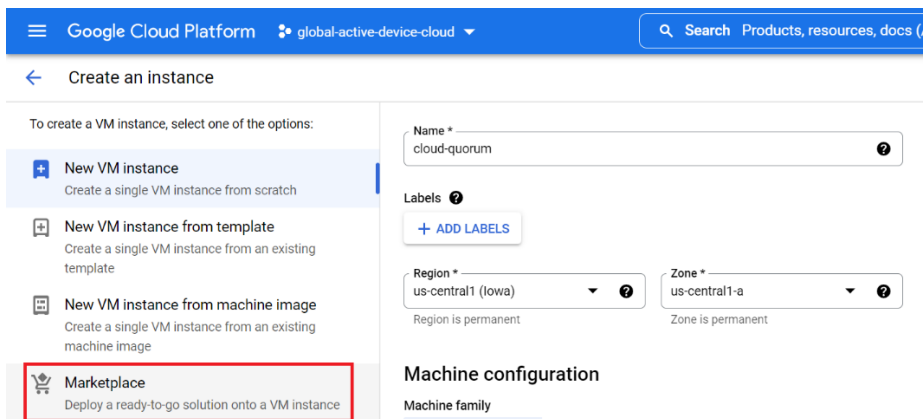 Google Cloud Platform
global-active-device-cloud
Search Products, resources, docs (/
Create an instance
To create a VM instance, select one of the options:
New VM instance
Create a single VM instance from scratch
New VM instance from template
Create a single VM instance from an existing
template
New VM instance from machine image
Create a single VM instance from an existing
machine image
Marketplace
Deploy a ready-to-go solution onto a VM instance
Name *
cloud-quorum
Labels
+ ADD LABELS
Region *
us-central1 (Iowa)
Region is permanent
Zone *
us-central1-a
Zone is permanent
Machine configuration
Machine family